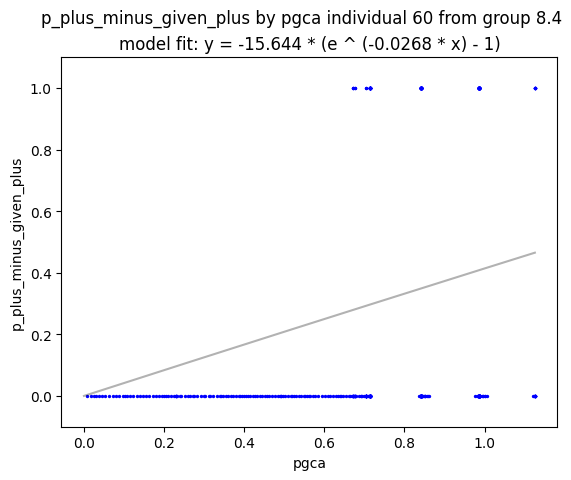 p_plus_minus_given_plus by pgca individual 60 from group 8.4
model fit: y = -15.644 * (e ^ (-0.0268 * x) - 1)
1.0
0.8
0.6
0.4
0.2
0.0
p_plus_minus_given_plus
0.0 0.2 0.4 0.6 0.8 1.0
pgca